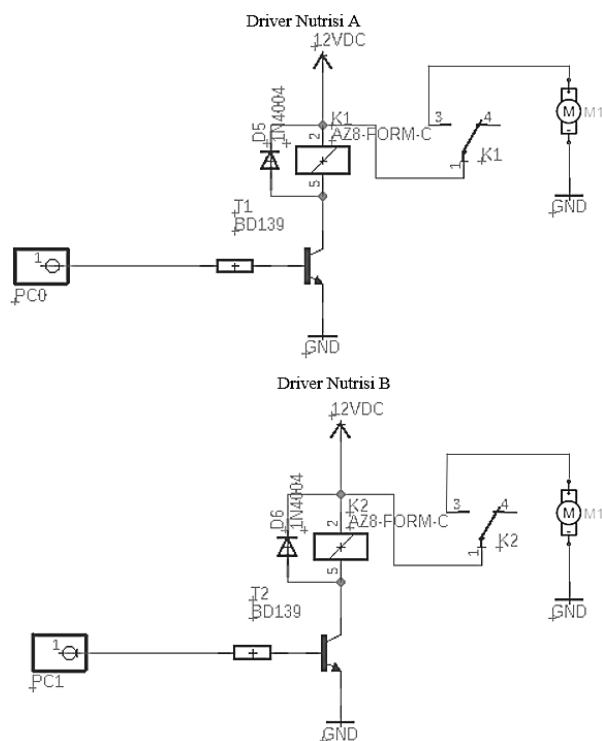 Driver Nutrisi A
12VDC
D5
1N4004
K1
AZ8-FORM-C
2
5
3
4
1
K1
M
M1
GND
T1
BD139
1
PC0
GND
Driver Nutrisi B
12VDC
D6
1N4004
K2
AZ8-FORM-C
2
5
3
4
1
K2
M
M1
GND
T2
BD139
1
PC1
GND